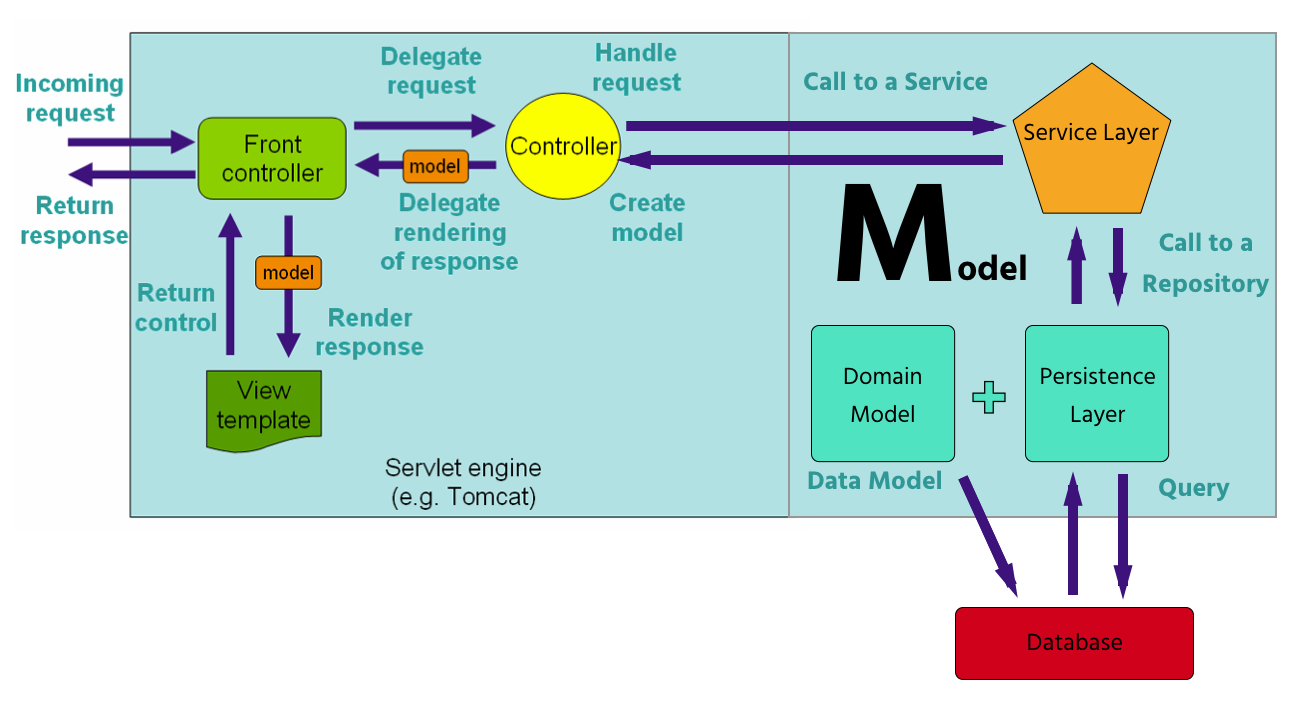 Incoming
request
Return
response
Front
controller
Delegate
request
model
Delegate
rendering
of response
Controller
Handle
request
Create
model
Return
control
model
Render
response
View
template
Servlet engine
(e.g. Tomcat)
Call to a Service
Service Layer
Model
Call to a
Repository
Domain
Model
Persistence
Layer
Data Model
Query
Database